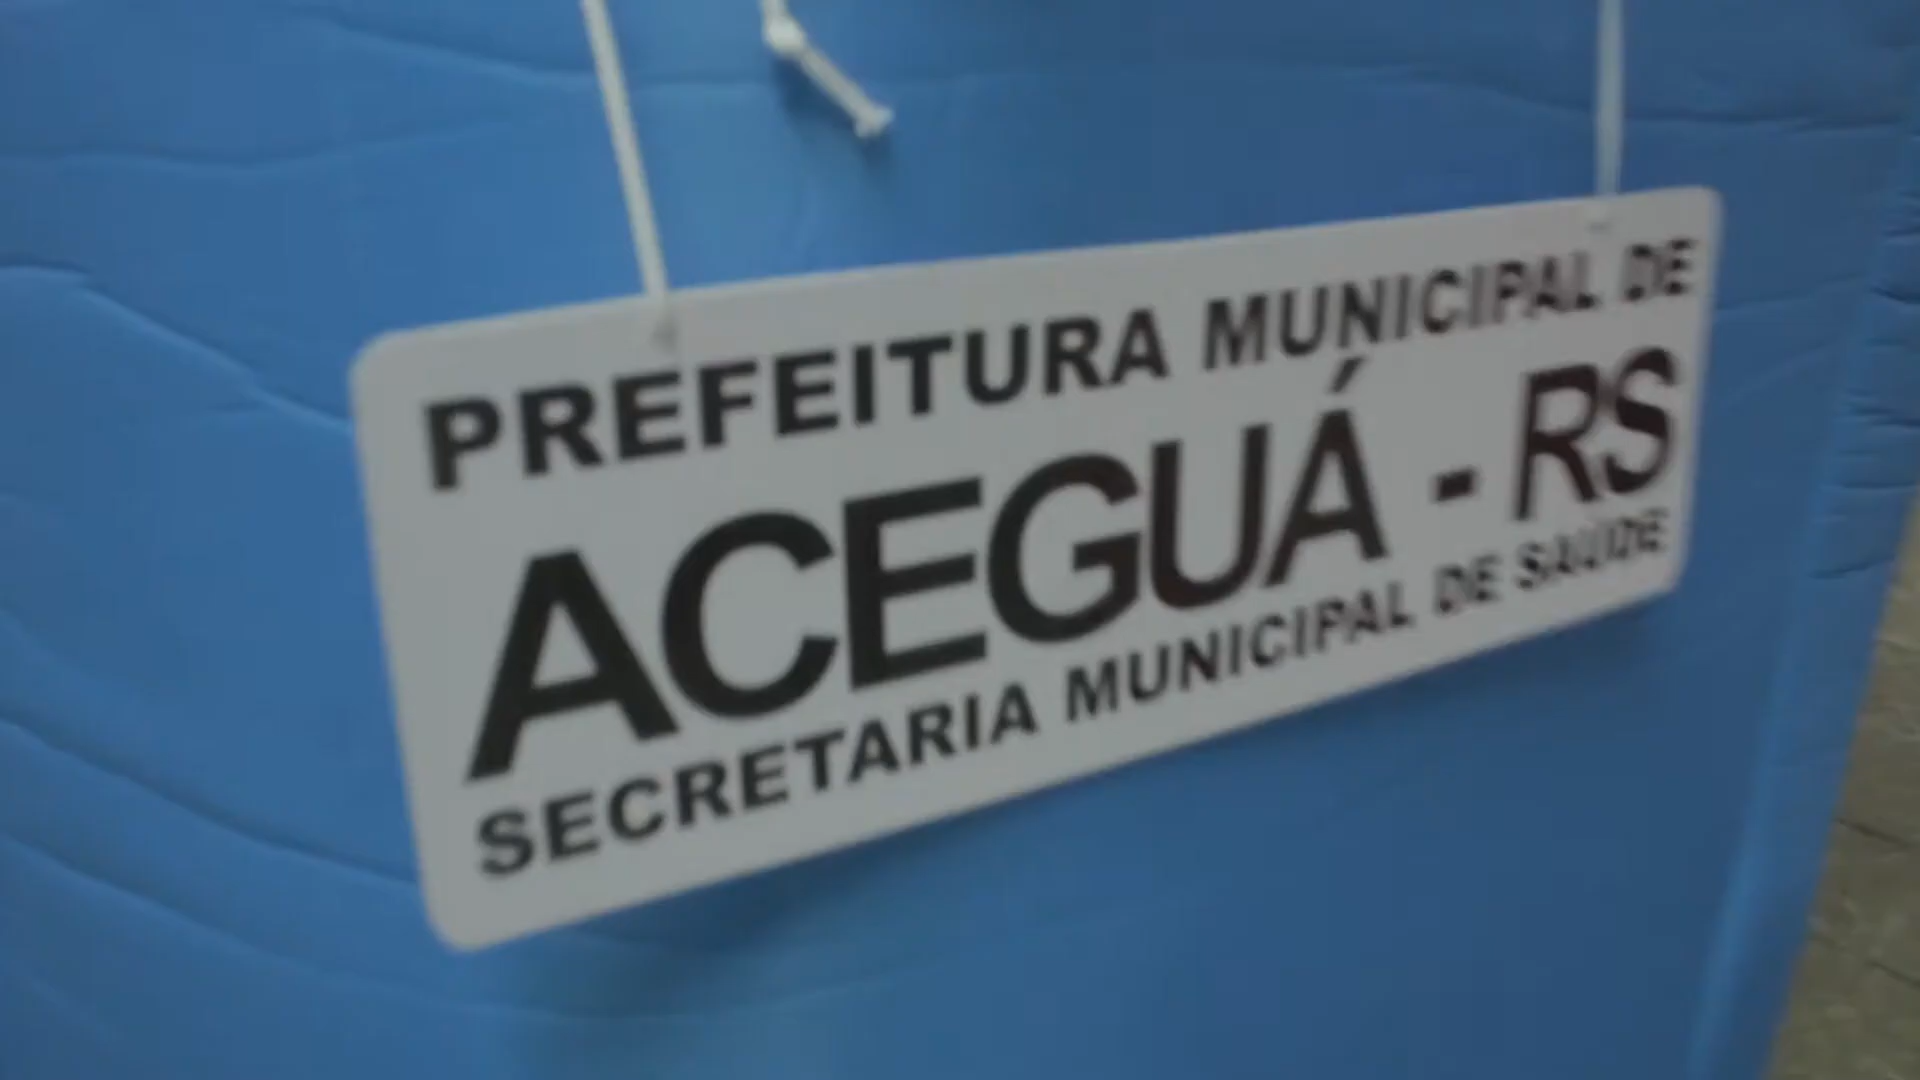 PREFEITURA MUNICIPAL DE
ACEGUÁ - RS
SECRETARIA MUNICIPAL DE SAÚDE